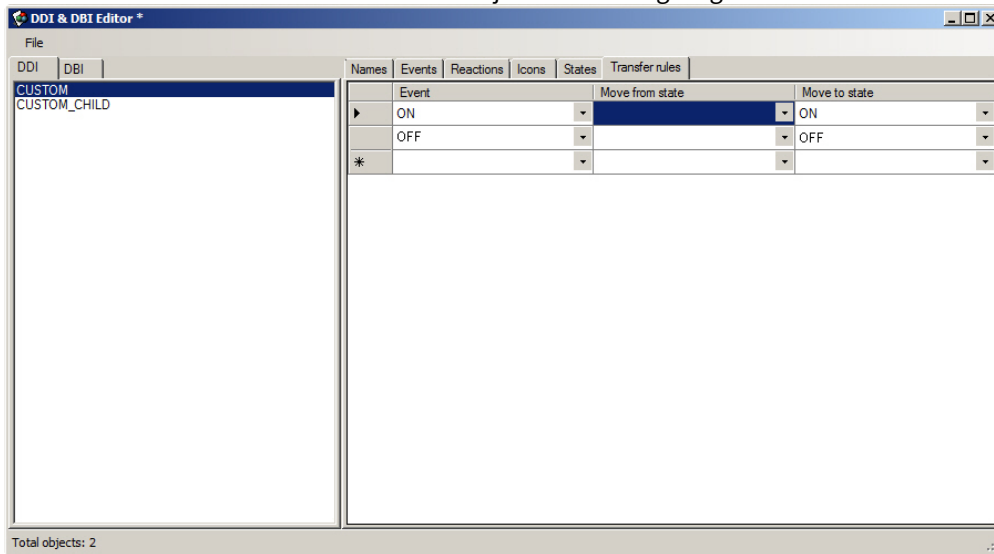 DDI & DBI Editor *
File
DDI DBI
CUSTOM
CUSTOM_CHILD
Names Events Reactions Icons States Transfer rules
Event Move from state Move to state
ON ON
OFF OFF
Total objects: 2